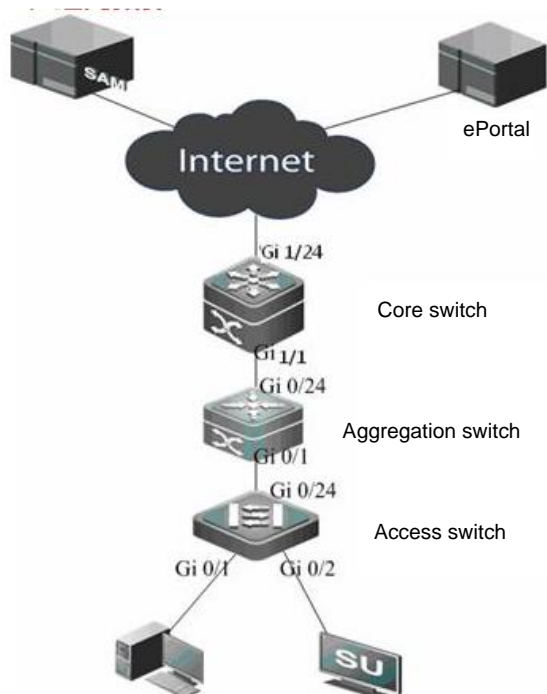 SAM
ePortal
Internet
Gi 1/24
Core switch
Gi 1/1
Gi 0/24
Aggregation switch
Gi 0/1
Gi 0/24
Access switch
Gi 0/1
Gi 0/2
SU